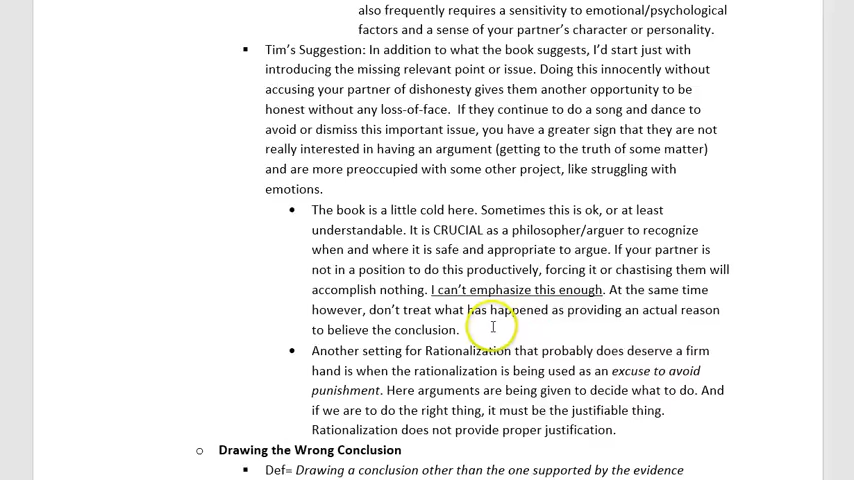 also frequently requires a sensitivity to emotional/psychological
factors and a sense of your partner's character or personality.
▪ Tim's Suggestion: In addition to what the book suggests, I'd start just with
introducing the missing relevant point or issue. Doing this innocently without
accusing your partner of dishonesty gives them another opportunity to be
honest without any loss-of-face.  If they continue to do a song and dance to
avoid or dismiss this important issue, you have a greater sign that they are not
really interested in having an argument (getting to the truth of some matter)
and are more preoccupied with some other project, like struggling with
emotions.
• The book is a little cold here. Sometimes this is ok, or at least
understandable. It is CRUCIAL as a philosopher/arguer to recognize
when and where it is safe and appropriate to argue. If your partner is
not in a position to do this productively, forcing it or chastising them will
accomplish nothing. I can't emphasize this enough. At the same time
however, don't treat what has happened as providing an actual reason
to believe the conclusion.
• Another setting for Rationalization that probably does deserve a firm
hand is when the rationalization is being used as an excuse to avoid
punishment. Here arguments are being given to decide what to do. And
if we are to do the right thing, it must be the justifiable thing.
Rationalization does not provide proper justification.
o Drawing the Wrong Conclusion
▪ Def= Drawing a conclusion other than the one supported by the evidence